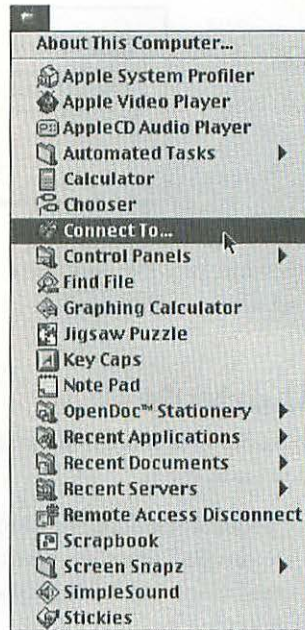 About This Computer...
Apple System Profiler
Apple Video Player
AppleCD Audio Player
Automated Tasks
Calculator
Chooser
Connect To...
Control Panels
Find File
Graphing Calculator
Jigsaw Puzzle
Key Caps
Note Pad
OpenDoc™ Stationery
Recent Applications
Recent Documents
Recent Servers
Remote Access Disconnect
Scrapbook
Screen Snapz
SimpleSound
Stickies